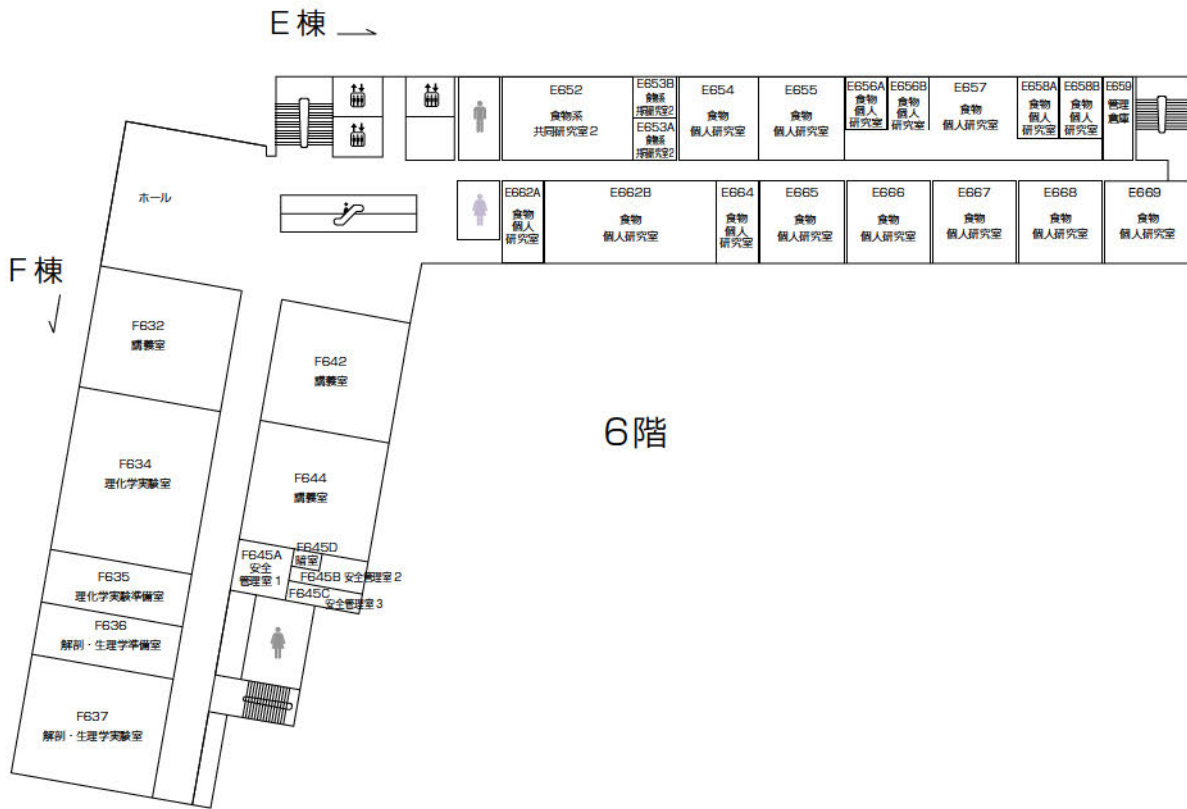 E棟
E652
食物系
共同研究室2
E653B
食物系
共同研究室2
E653A
食物系
共同研究室2
E654
食物
個人研究室
E655
食物
個人研究室
E656A
食物
個人
研究室
E656B
食物
個人
研究室
E657
食物
個人研究室
E658A
食物
個人
研究室
E658B
食物
個人
研究室
E659
管理
倉庫
ホール
E662A
食物
個人
研究室
E662B
食物
個人研究室
E664
食物
個人
研究室
E665
食物
個人研究室
E666
食物
個人研究室
E667
食物
個人研究室
E668
食物
個人研究室
E669
食物
個人研究室
F棟
F632
講義室
F642
講義室
6階
F634
理化学実験室
F644
講義室
F645A
安全
管理室1
F645D
暗室
F645B 安全管理室2
F645C
安全管理室3
F635
理化学実験準備室
F636
解剖・生理学準備室
F637
解剖・生理学実験室